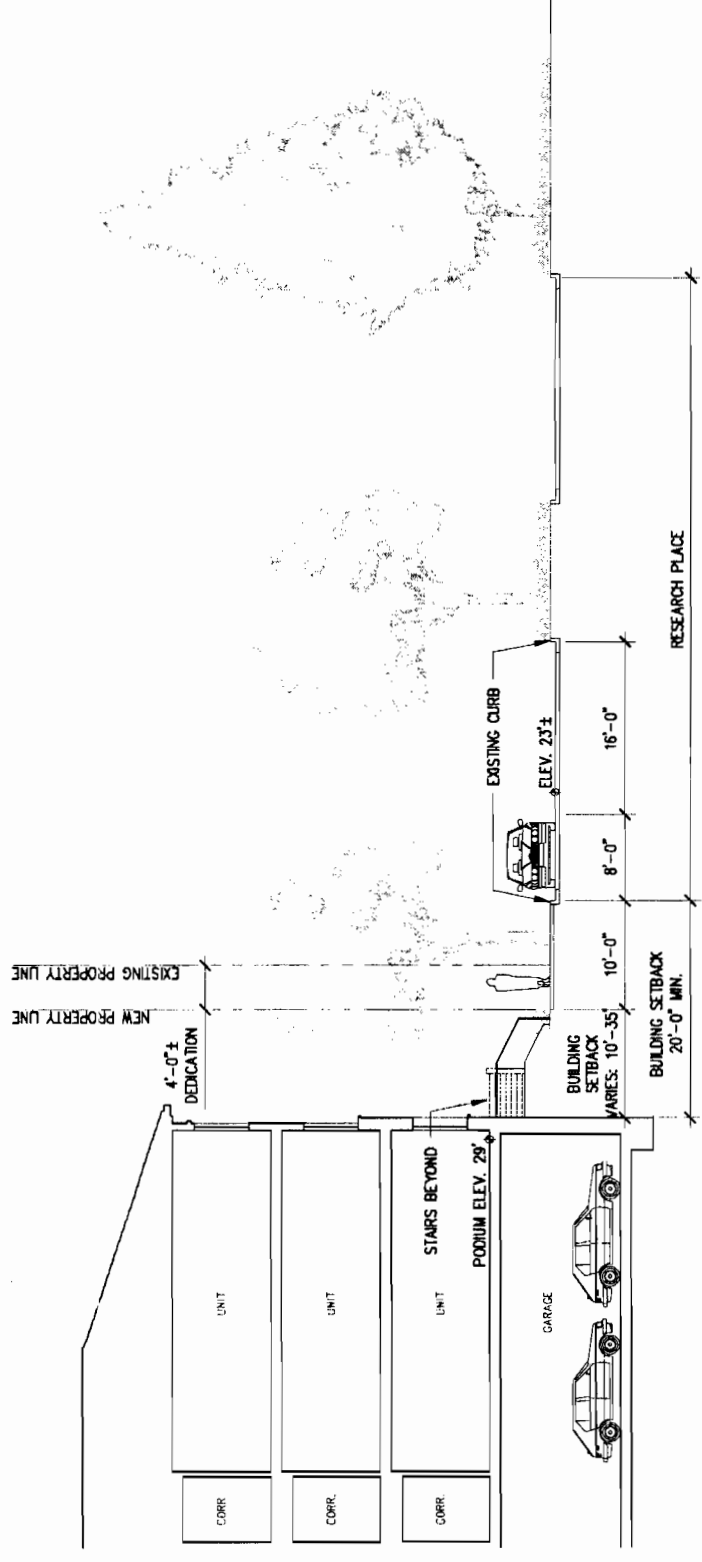 EXISTING PROPERTY LINE
NEW PROPERTY LINE
4'-0"±
DEDICATION
UNIT
UNIT
UNIT
CORR
CORR.
CORR.
STAIRS BEYOND
PODIUM ELEV. 29'
GARAGE
EXISTING CURB
ELEV. 23'±
BUILDING
SETBACK
VARIES: 10'-35'
10'-0"
8'-0"
16'-0"
BUILDING SETBACK
20'-0" MIN.
RESEARCH PLACE